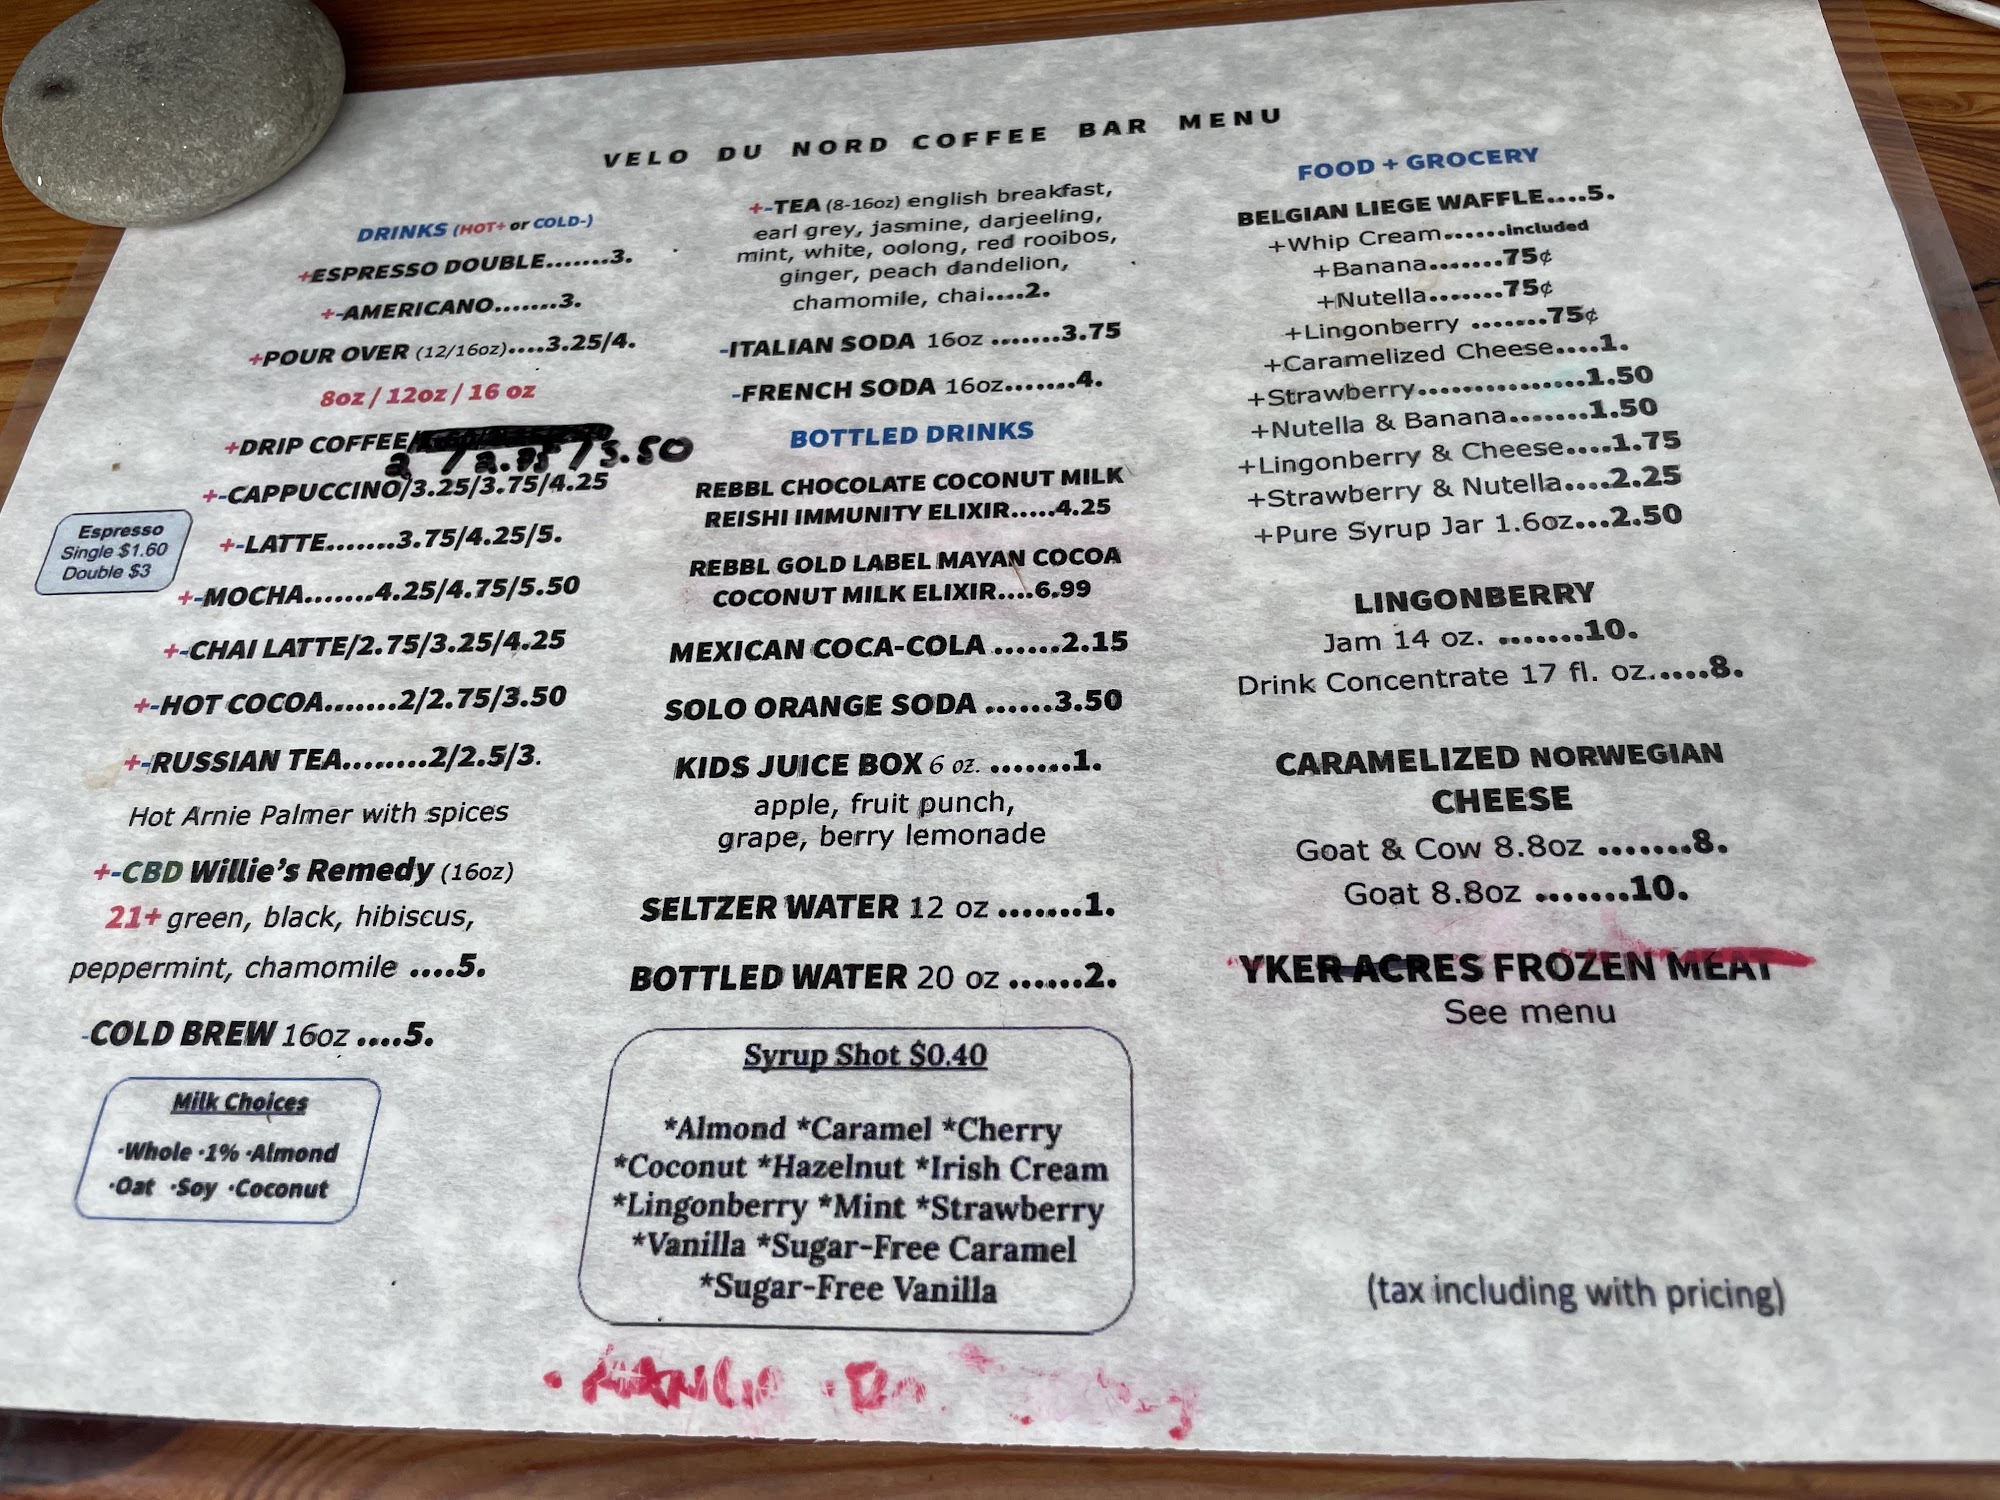 VELO DU NORD COFFEE BAR MENU
DRINKS (HOT+ or COLD-)
+ESPRESSO DOUBLE.......3.
+-AMERICANO.......3.
+POUR OVER (12/16oz)....3.25/4.
8oz / 12oz / 16 oz
+DRIP COFFEE/
2 / 2.75 / 3.50
+-CAPPUCCINO/3.25/3.75/4.25
Espresso
Single $1.60
Double $3
+-LATTE.......3.75/4.25/5.
+-MOCHA.......4.25/4.75/5.50
+-CHAI LATTE/2.75/3.25/4.25
+-HOT COCOA.......2/2.75/3.50
+-RUSSIAN TEA........2/2.5/3.
Hot Arnie Palmer with spices
+-CBD Willie's Remedy (16oz)
21+ green, black, hibiscus,
peppermint, chamomile ....5.
-COLD BREW 16oz ....5.
Milk Choices
·Whole ·1% ·Almond
·Oat ·Soy ·Coconut
+-TEA (8-16oz) english breakfast,
earl grey, jasmine, darjeeling,
mint, white, oolong, red rooibos,
ginger, peach dandelion,
chamomile, chai....2.
-ITALIAN SODA 16oz .......3.75
-FRENCH SODA 16oz.......4.
BOTTLED DRINKS
REBBL CHOCOLATE COCONUT MILK
REISHI IMMUNITY ELIXIR.....4.25
REBBL GOLD LABEL MAYAN COCOA
COCONUT MILK ELIXIR....6.99
MEXICAN COCA-COLA ......2.15
SOLO ORANGE SODA ......3.50
KIDS JUICE BOX 6 oz. .......1.
apple, fruit punch,
grape, berry lemonade
SELTZER WATER 12 oz .......1.
BOTTLED WATER 20 oz ......2.
Syrup Shot $0.40
*Almond *Caramel *Cherry
*Coconut *Hazelnut *Irish Cream
*Lingonberry *Mint *Strawberry
*Vanilla *Sugar-Free Caramel
*Sugar-Free Vanilla
FOOD + GROCERY
BELGIAN LIEGE WAFFLE....5.
+Whip Cream......included
+Banana.......75¢
+Nutella.......75¢
+Lingonberry .......75¢
+Caramelized Cheese....1.
+Strawberry...............1.50
+Nutella & Banana.......1.50
+Lingonberry & Cheese....1.75
+Strawberry & Nutella....2.25
+Pure Syrup Jar 1.6oz...2.50
LINGONBERRY
Jam 14 oz. ........10.
Drink Concentrate 17 fl. oz.....8.
CARAMELIZED NORWEGIAN
CHEESE
Goat & Cow 8.8oz .......8.
Goat 8.8oz .......10.
YKER ACRES FROZEN MEAT
See menu
(tax including with pricing)